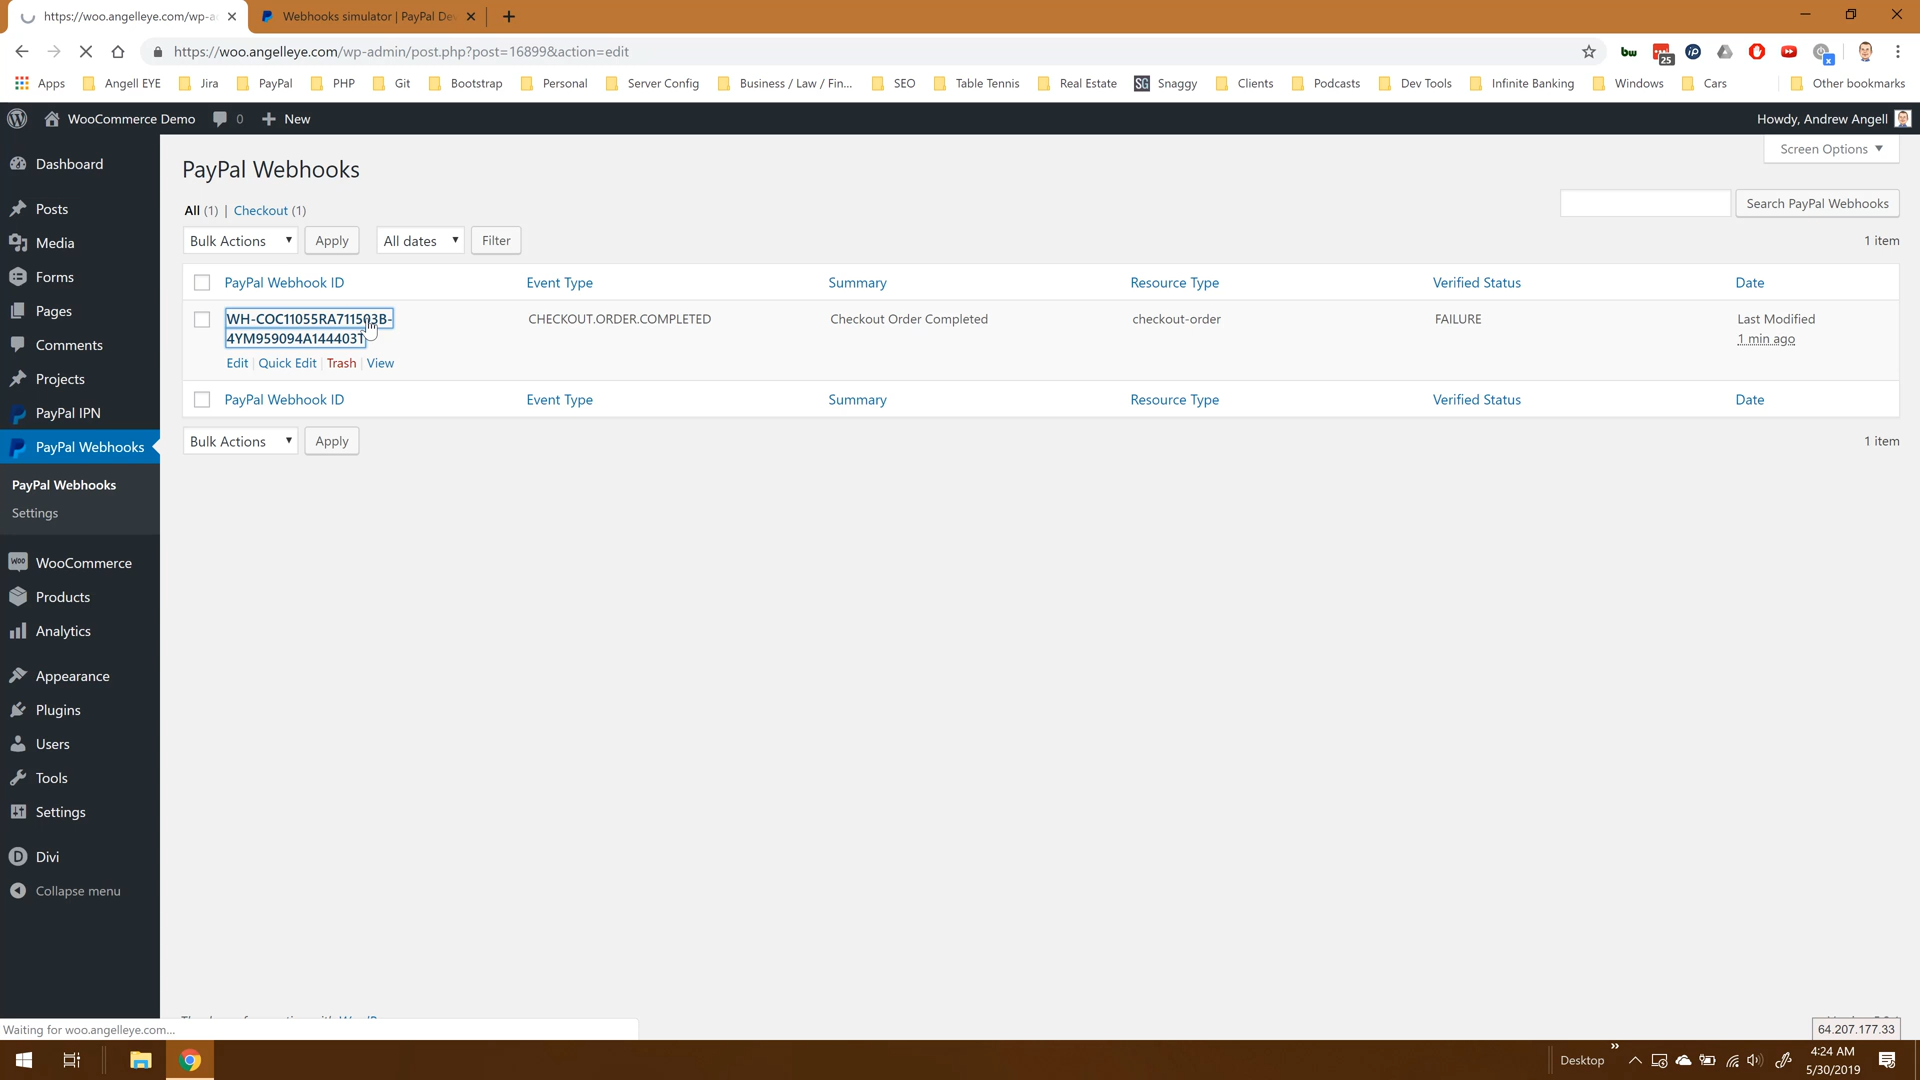 https://woo.angelleye.com/wp-a
Webhooks simulator | PayPal De
https://woo.angelleye.com/wp-admin/post.php?post=16899&action=edit
25
Apps
Angell EYE
Jira
PayPal
PHP
Git
Bootstrap
Personal
Server Config
Business / Law / Fin...
SEO
Table Tennis
Real Estate
SG
Snaggy
Clients
Podcasts
Dev Tools
Infinite Banking
Windows
Cars
Other bookmarks
WooCommerce Demo
0
New
Howdy, Andrew Angell
Dashboard
Posts
Media
Forms
Pages
Comments
Projects
PayPal IPN
PayPal Webhooks
PayPal Webhooks
Settings
WooCommerce
Products
Analytics
Appearance
Plugins
Users
Tools
Settings
Divi
Collapse menu
PayPal Webhooks
Screen Options
All (1) | Checkout (1)
Search PayPal Webhooks
Bulk Actions
Apply
All dates
Filter
1 item
PayPal Webhook ID
Event Type
Summary
Resource Type
Verified Status
Date
WH-COC11055RA711503B-
4YM959094A144403T
CHECKOUT.ORDER.COMPLETED
Checkout Order Completed
checkout-order
FAILURE
Last Modified
1 min ago
Edit | Quick Edit | Trash | View
PayPal Webhook ID
Event Type
Summary
Resource Type
Verified Status
Date
Bulk Actions
Apply
1 item
Waiting for woo.angelleye.com...
64.207.177.33
Desktop
4:24 AM
5/30/2019